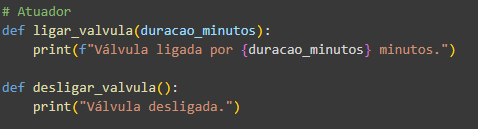 # Atuador
def ligar_valvula(duracao_minutos):
    print(f"Válvula ligada por {duracao_minutos} minutos.")

def desligar_valvula():
    print("Válvula desligada.")